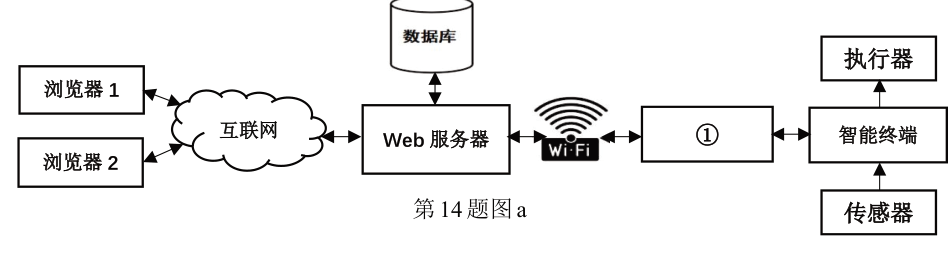 数据库
执行器
浏览器 1
互联网
Web 服务器
Wi-Fi
①
智能终端
浏览器 2
传感器
第 14 题图 a